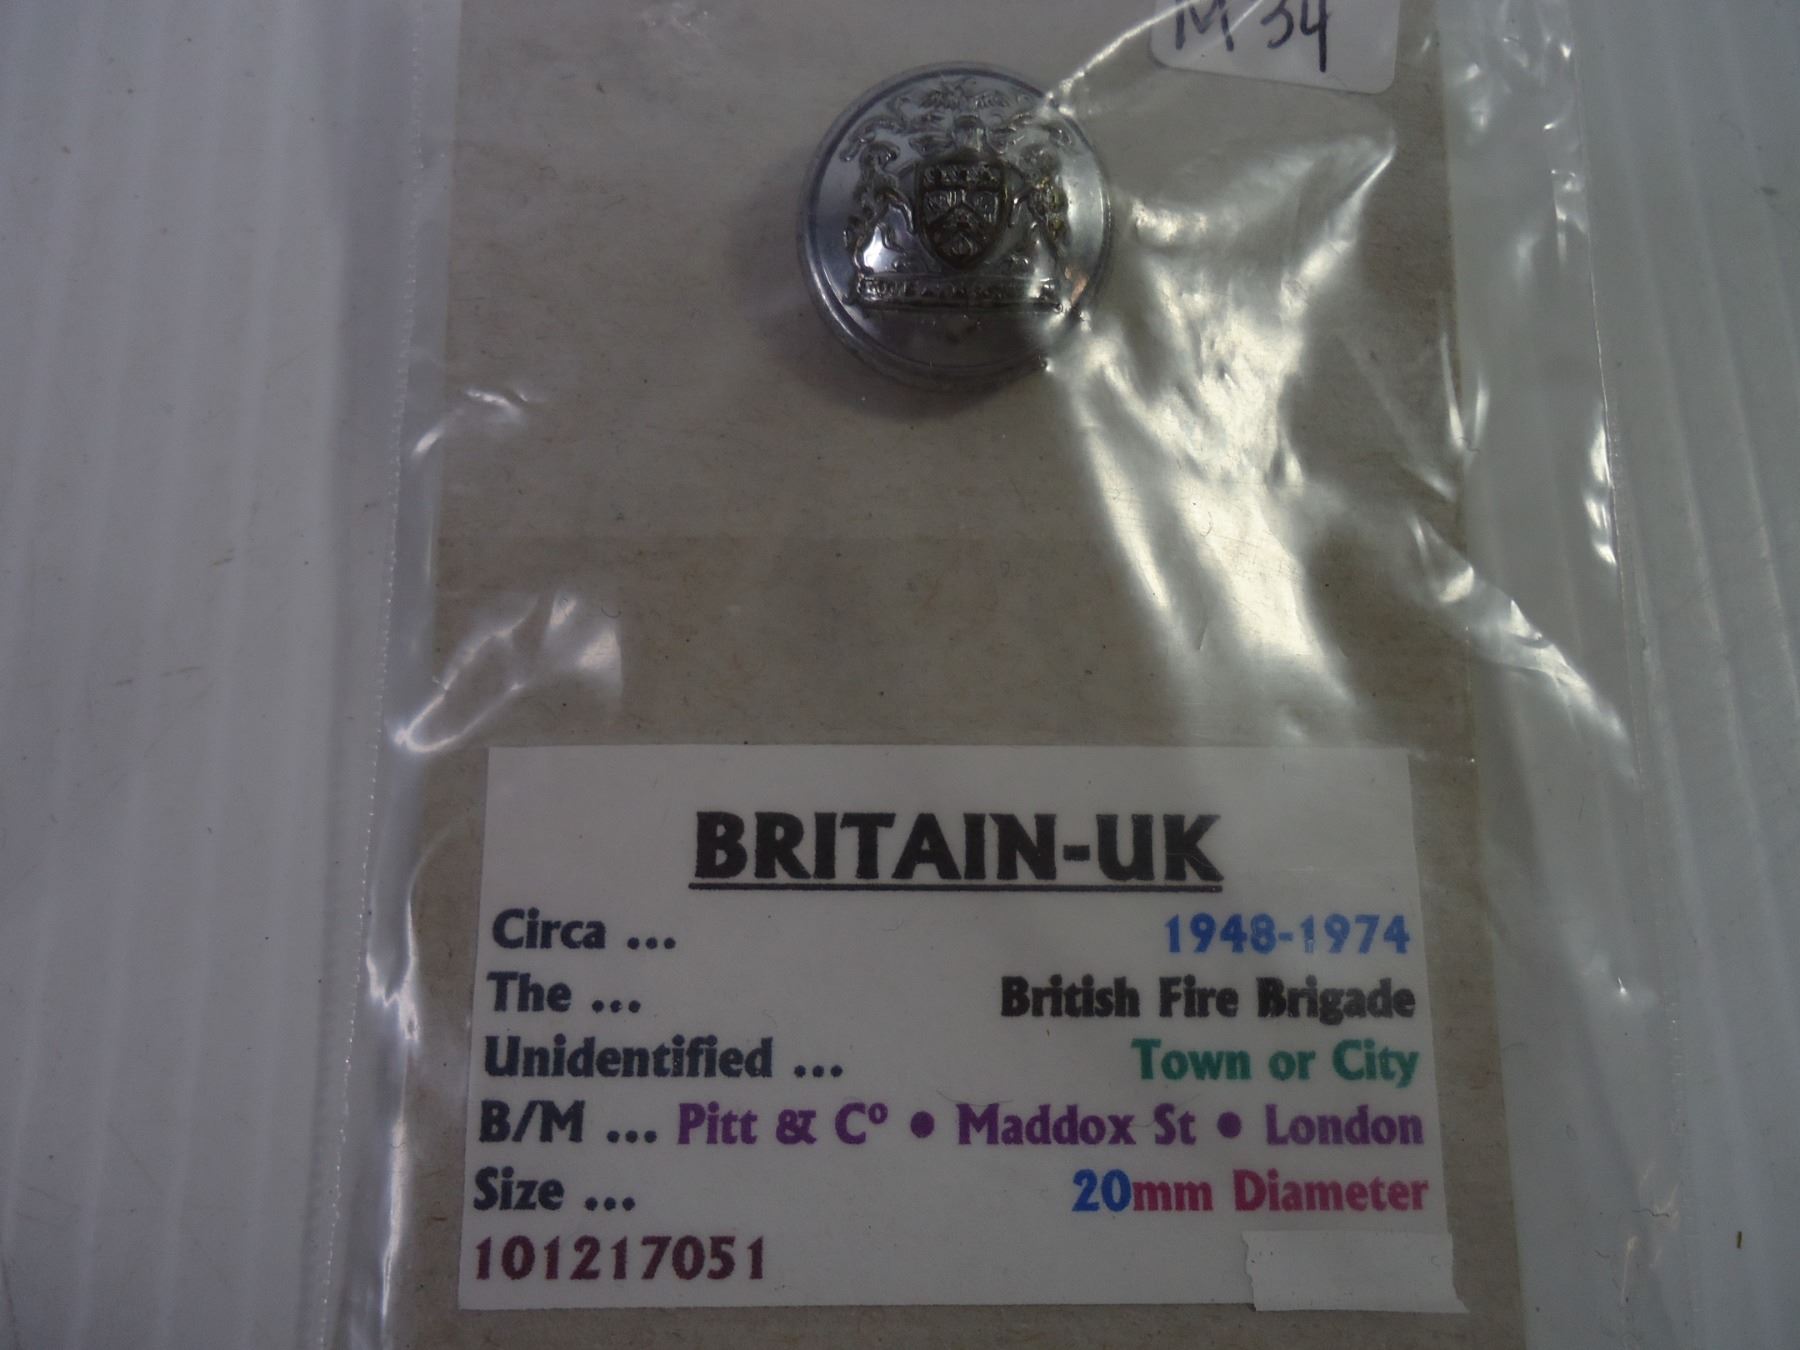 M 34
BRITAIN-UK
Circa ... 1948-1974
The ... British Fire Brigade
Unidentified ... Town or City
B/M ... Pitt & Cº • Maddox St • London
Size ... 20mm Diameter
101217051